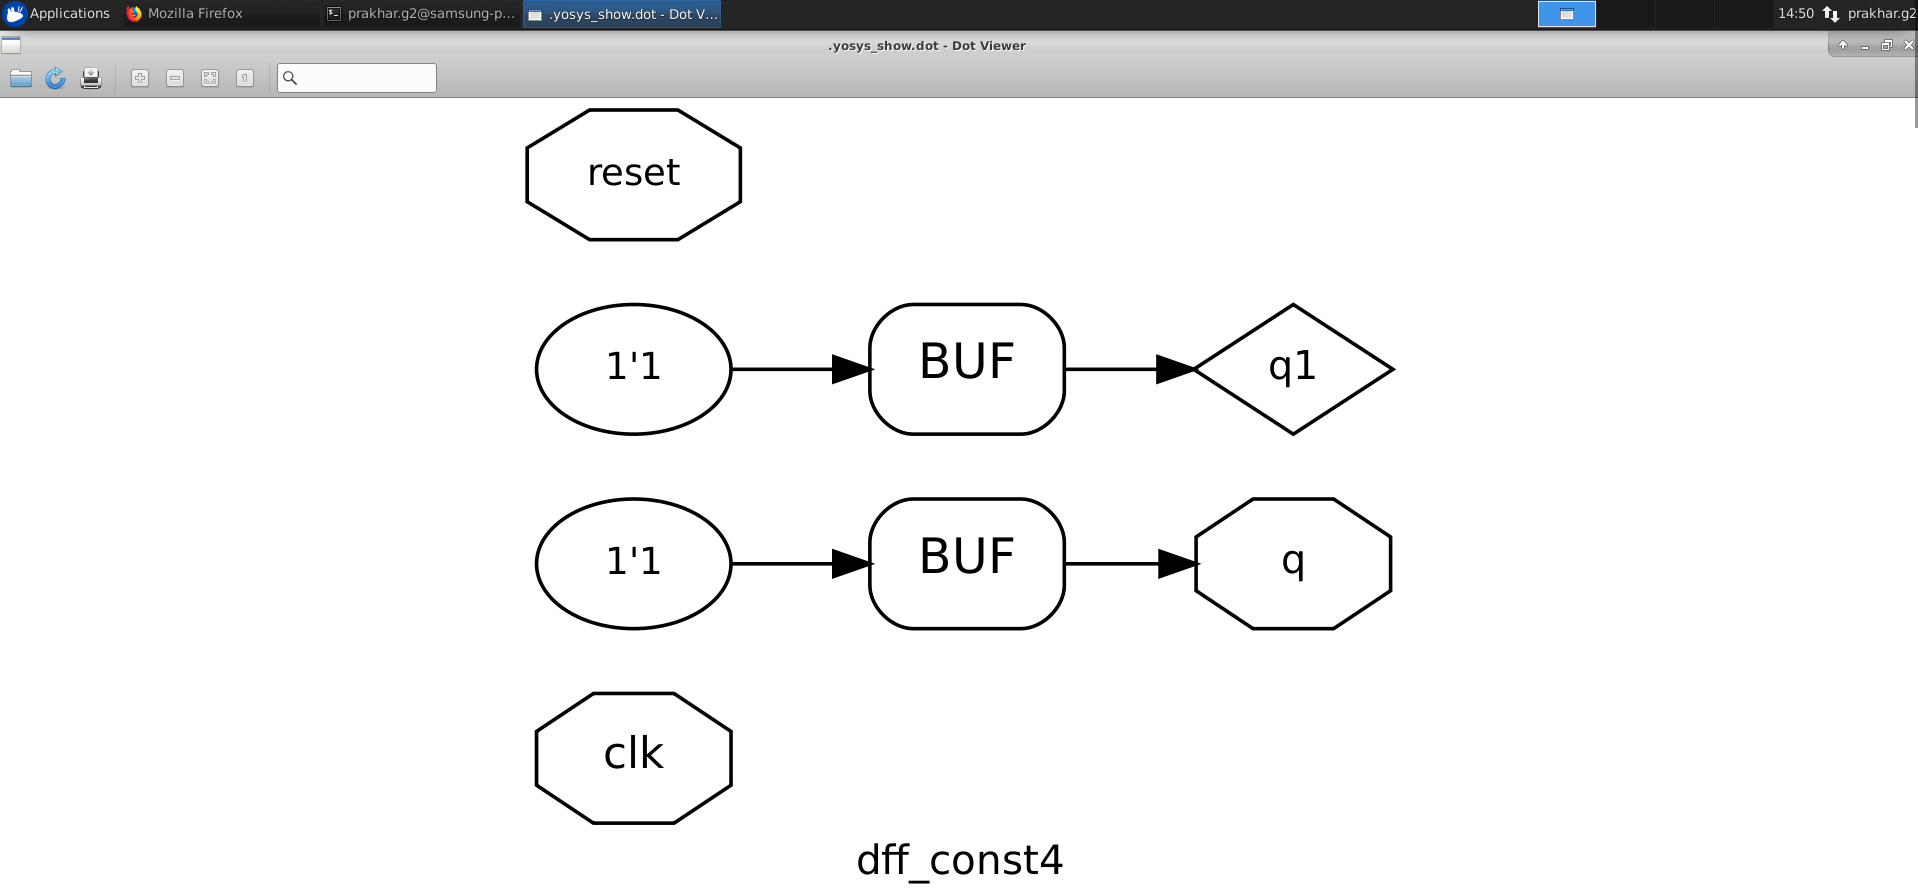 Applications Mozilla Firefox prakhar.g2@samsung-p... .yosys_show.dot - Dot V... 14:50 prakhar.g2
.yosys_show.dot - Dot Viewer
reset
1'1 BUF q1
1'1 BUF q
clk
dff_const4